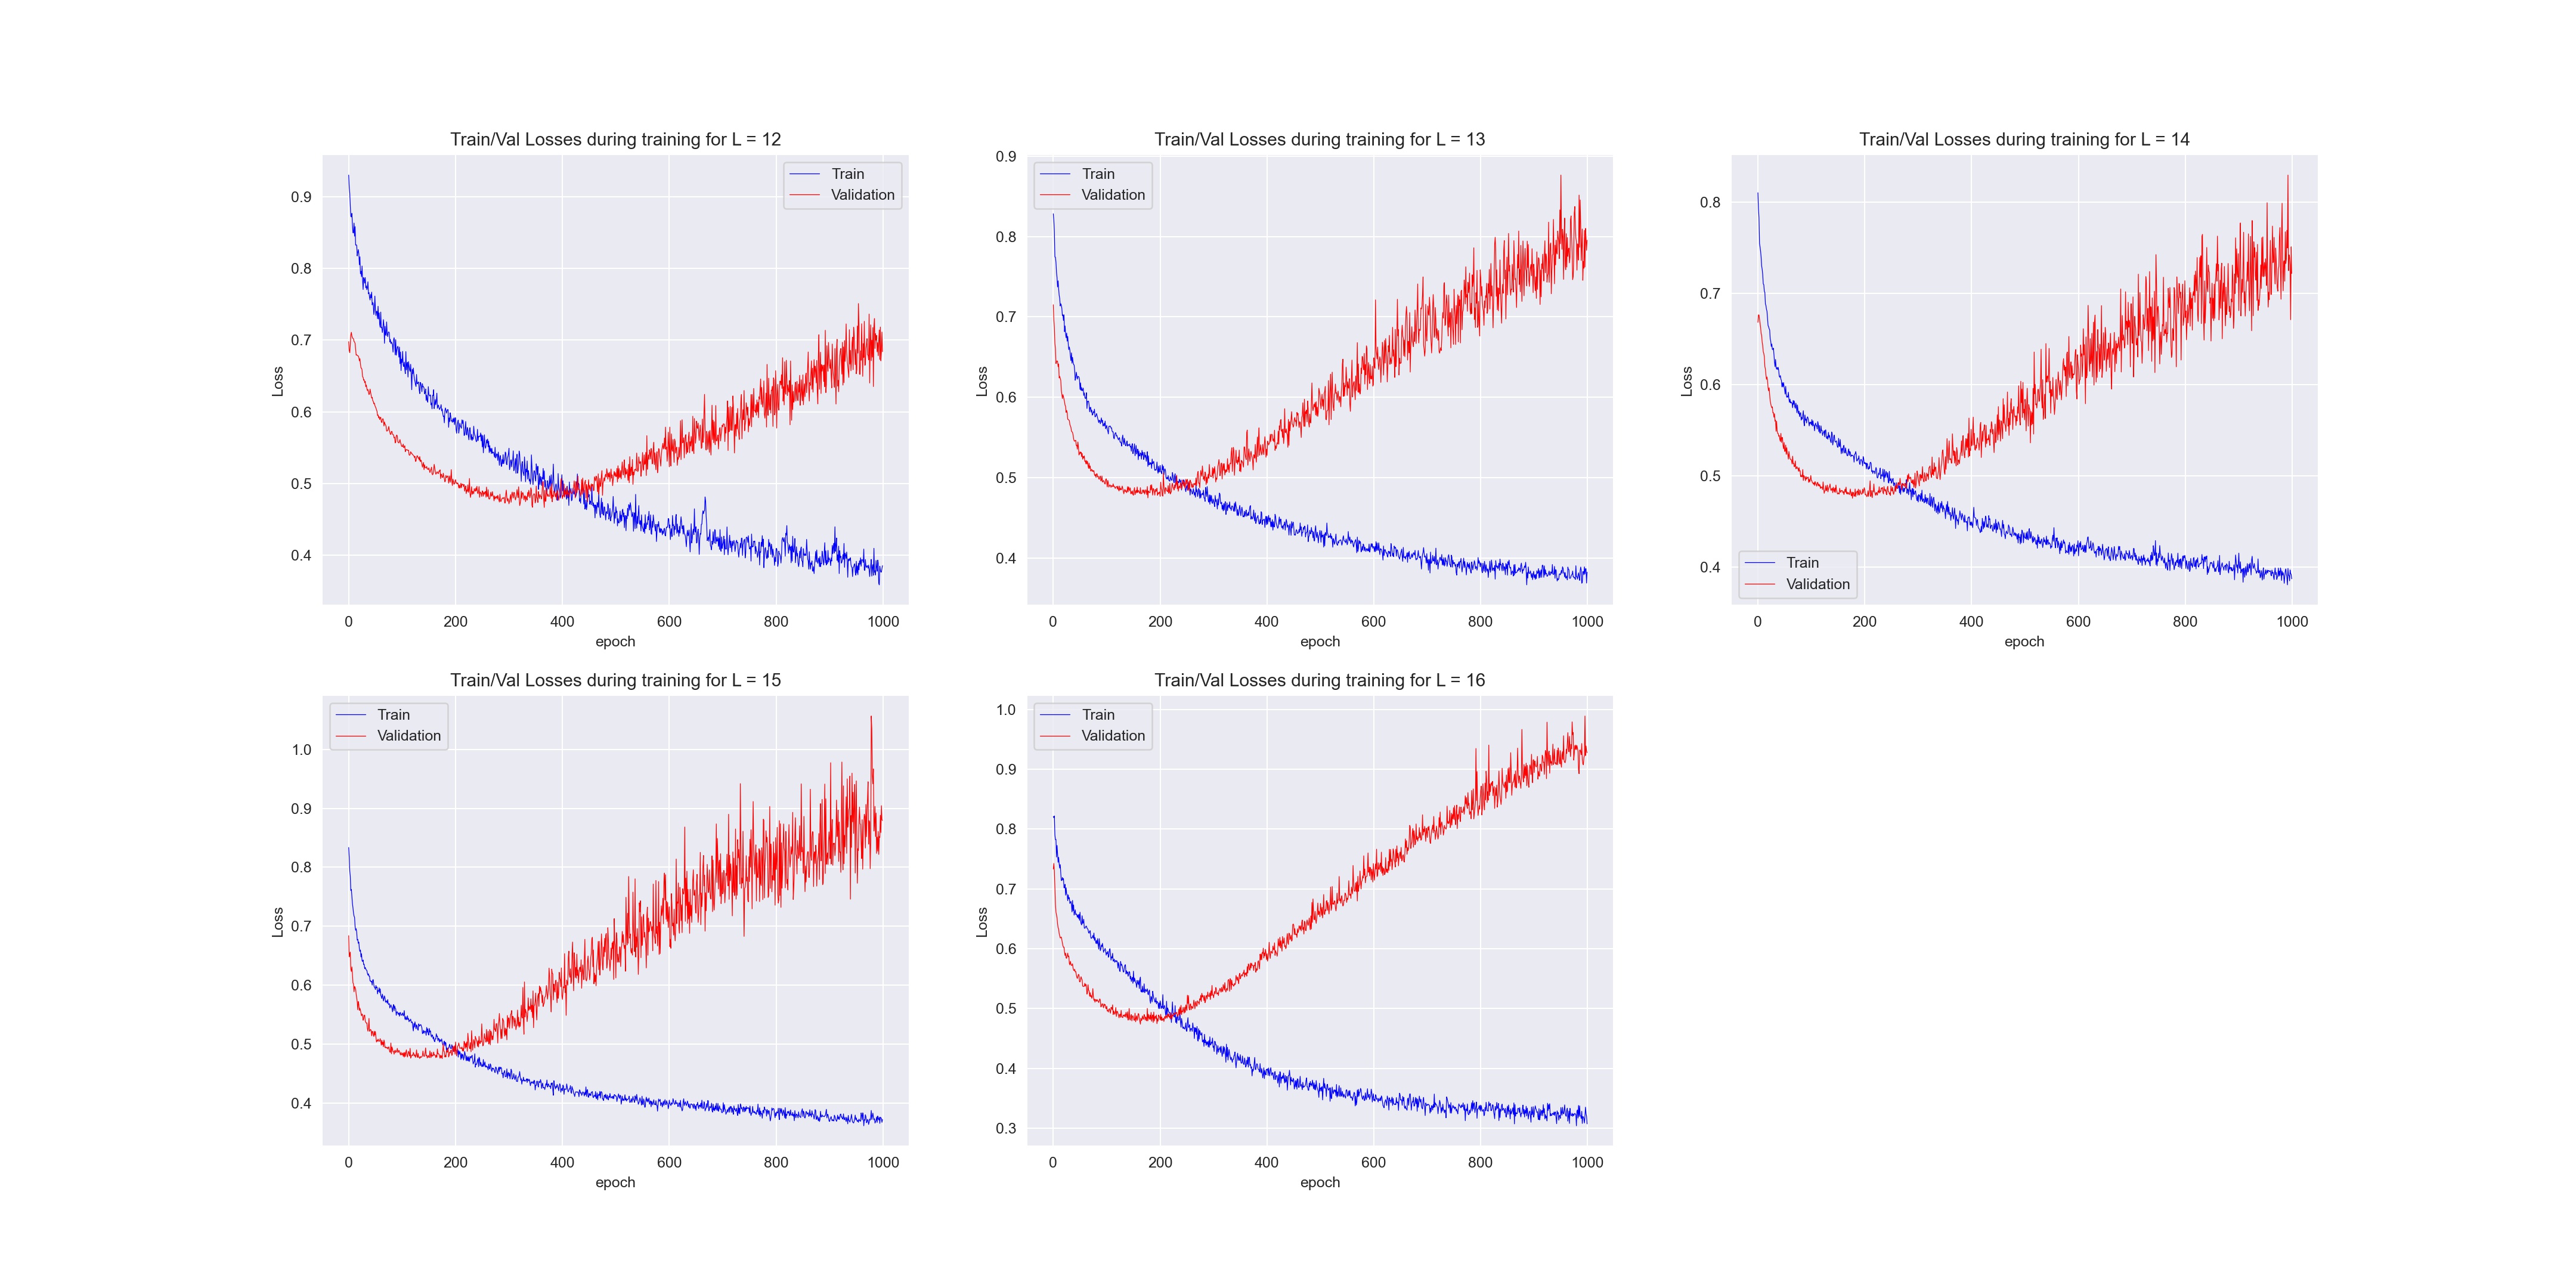 Train/Val Losses during training for L = 12
Train
Validation
0.9
0.8
0.7
0.6
0.5
0.4
Loss
0 200 400 600 800 1000
epoch
Train/Val Losses during training for L = 13
Train
Validation
0.9
0.8
0.7
0.6
0.5
0.4
Loss
0 200 400 600 800 1000
epoch
Train/Val Losses during training for L = 14
0.8
0.7
0.6
0.5
0.4
Loss
Train
Validation
0 200 400 600 800 1000
epoch
Train/Val Losses during training for L = 15
Train
Validation
1.0
0.9
0.8
0.7
0.6
0.5
0.4
Loss
0 200 400 600 800 1000
epoch
Train/Val Losses during training for L = 16
Train
Validation
1.0
0.9
0.8
0.7
0.6
0.5
0.4
0.3
Loss
0 200 400 600 800 1000
epoch